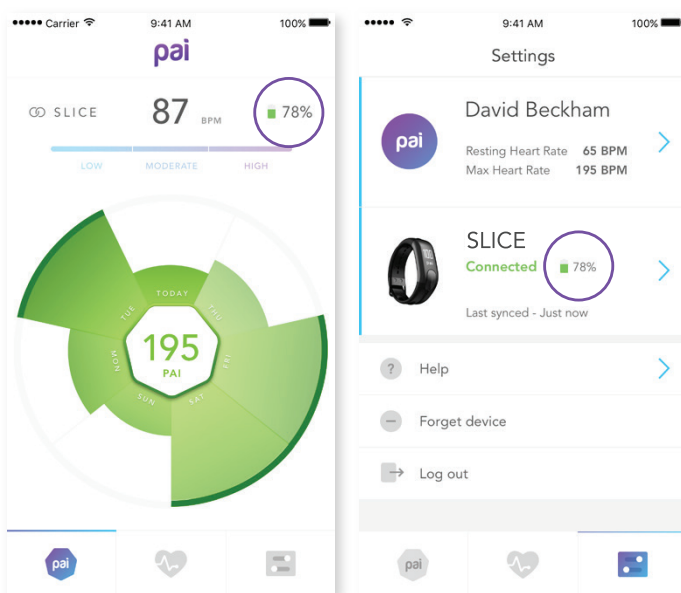 Carrier 9:41 AM 100%
pai
SLICE 87 BPM 78%
LOW MODERATE HIGH
TODAY
TUE
THU
MON
195
PAI
FRI
SUN
SAT
pai
9:41 AM 100%
Settings
pai
David Beckham
Resting Heart Rate 65 BPM
Max Heart Rate 195 BPM
SLICE
Connected 78%
Last synced - Just now
? Help
Forget device
Log out
pai